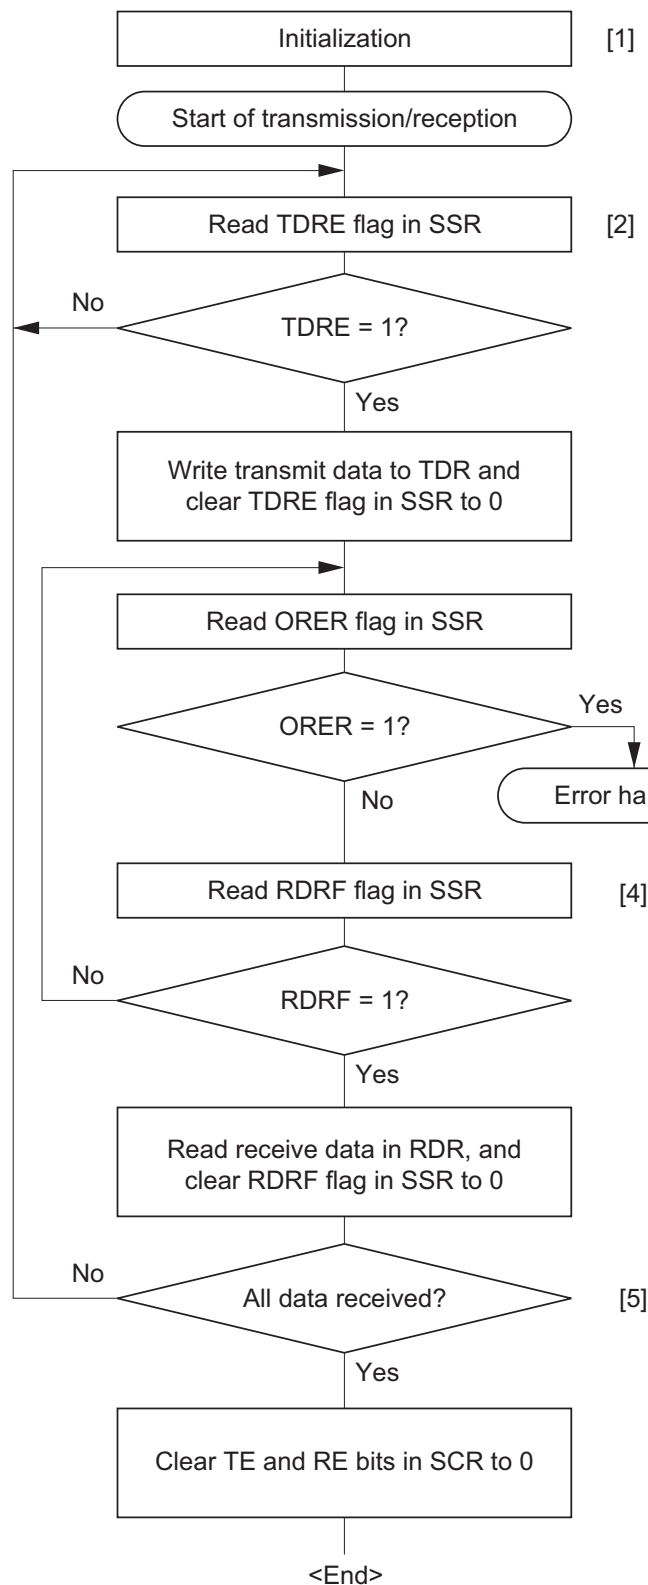 Initialization [1]
Start of transmission/reception
Read TDRE flag in SSR [2]
No
TDRE = 1?
Yes
Write transmit data to TDR and
clear TDRE flag in SSR to 0
Read ORER flag in SSR
Yes
ORER = 1?
No
Error ha
Read RDRF flag in SSR [4]
No
RDRF = 1?
Yes
Read receive data in RDR, and
clear RDRF flag in SSR to 0
No
All data received? [5]
Yes
Clear TE and RE bits in SCR to 0
<End>